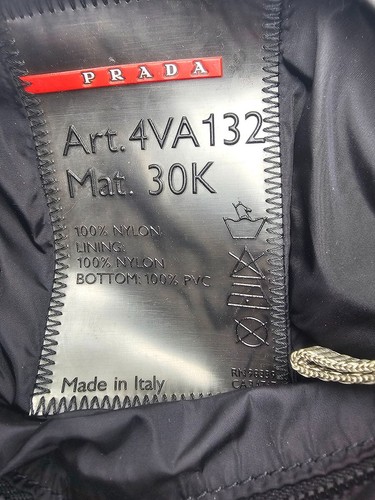 PRADA
Art. 4VA132
Mat. 30K
100% NYLON
LINING:
100% NYLON
BOTTOM: 100% PVC
Made in Italy